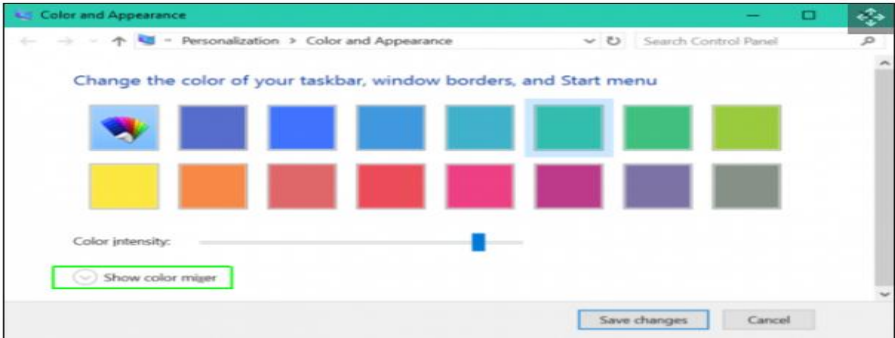 Color and Appearance
Personalization > Color and Appearance
Search Control Panel
Change the color of your taskbar, window borders, and Start menu
Color intensity:
Show color mixer
Save changes
Cancel